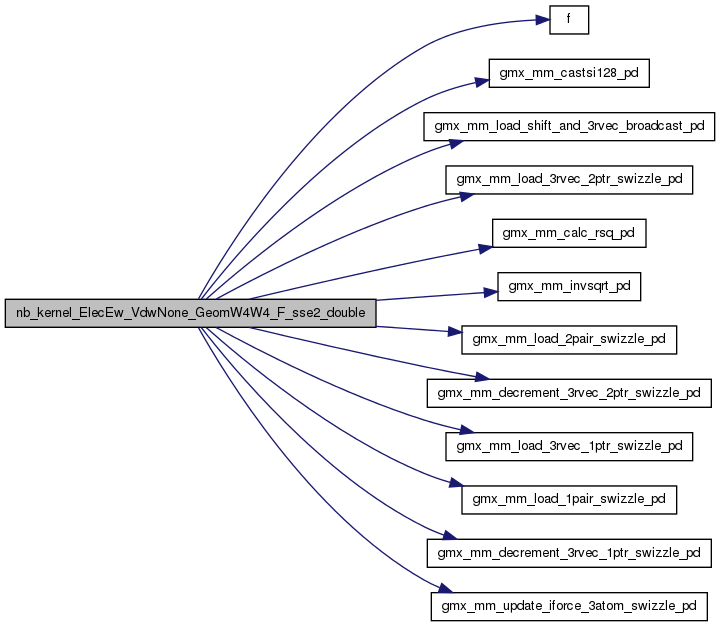 f
gmx_mm_castsi128_pd
gmx_mm_load_shift_and_3rvec_broadcast_pd
gmx_mm_load_3rvec_2ptr_swizzle_pd
gmx_mm_calc_rsq_pd
gmx_mm_invsqrt_pd
nb_kernel_ElecEw_VdwNone_GeomW4W4_F_sse2_double
gmx_mm_load_2pair_swizzle_pd
gmx_mm_decrement_3rvec_2ptr_swizzle_pd
gmx_mm_load_3rvec_1ptr_swizzle_pd
gmx_mm_load_1pair_swizzle_pd
gmx_mm_decrement_3rvec_1ptr_swizzle_pd
gmx_mm_update_iforce_3atom_swizzle_pd